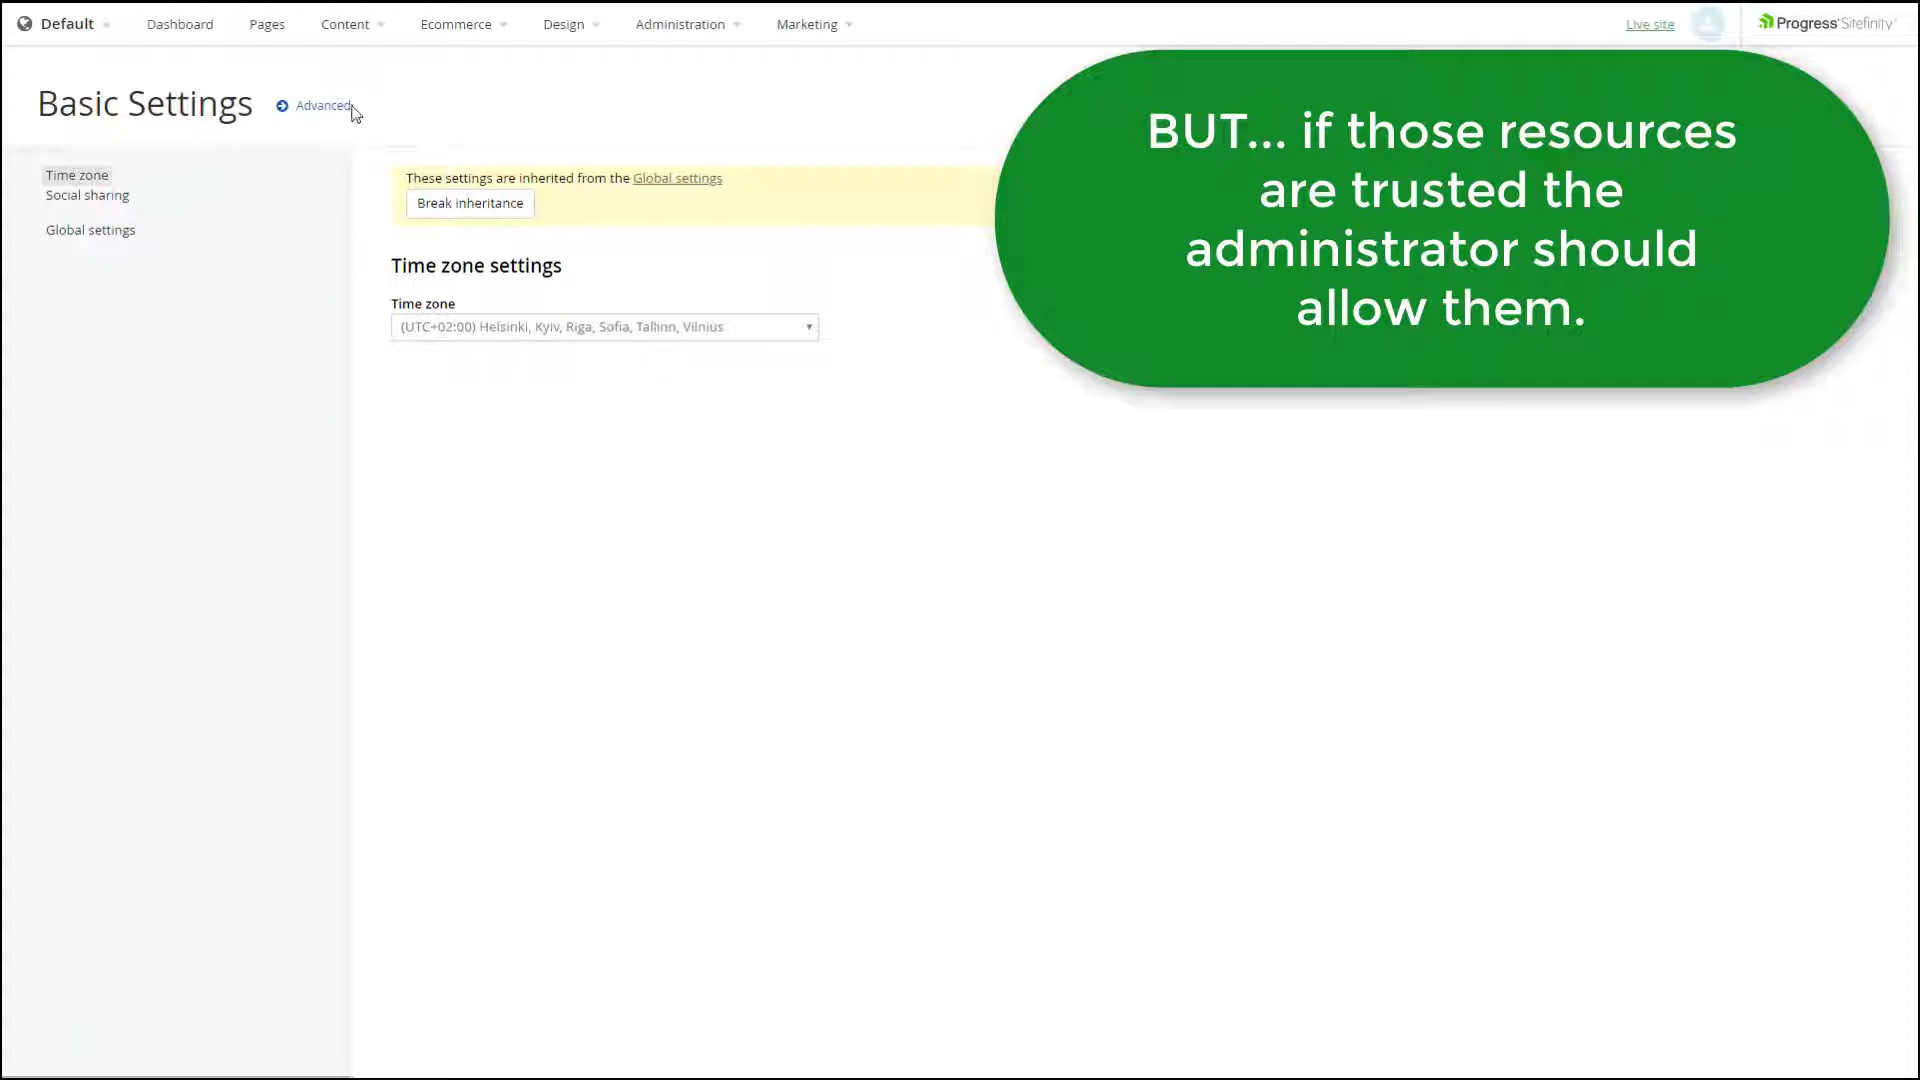 Default Dashboard Pages Content Ecommerce Design Administration Marketing Live site Progress Sitefinity
Basic Settings Advanced
BUT... if those resources
are trusted the
administrator should
allow them.
Time zone
Social sharing
Global settings
These settings are inherited from the Global settings
Break inheritance
Time zone settings
Time zone
(UTC+02:00) Helsinki, Kyiv, Riga, Sofia, Tallinn, Vilnius